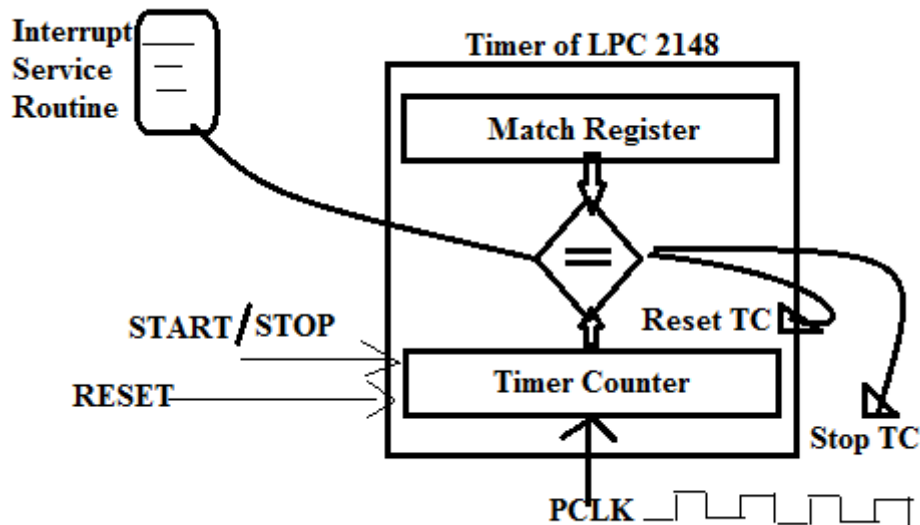 Interrupt
Service
Routine
Timer of LPC 2148
Match Register
=
START/STOP
Reset TC
RESET
Timer Counter
Stop TC
PCLK